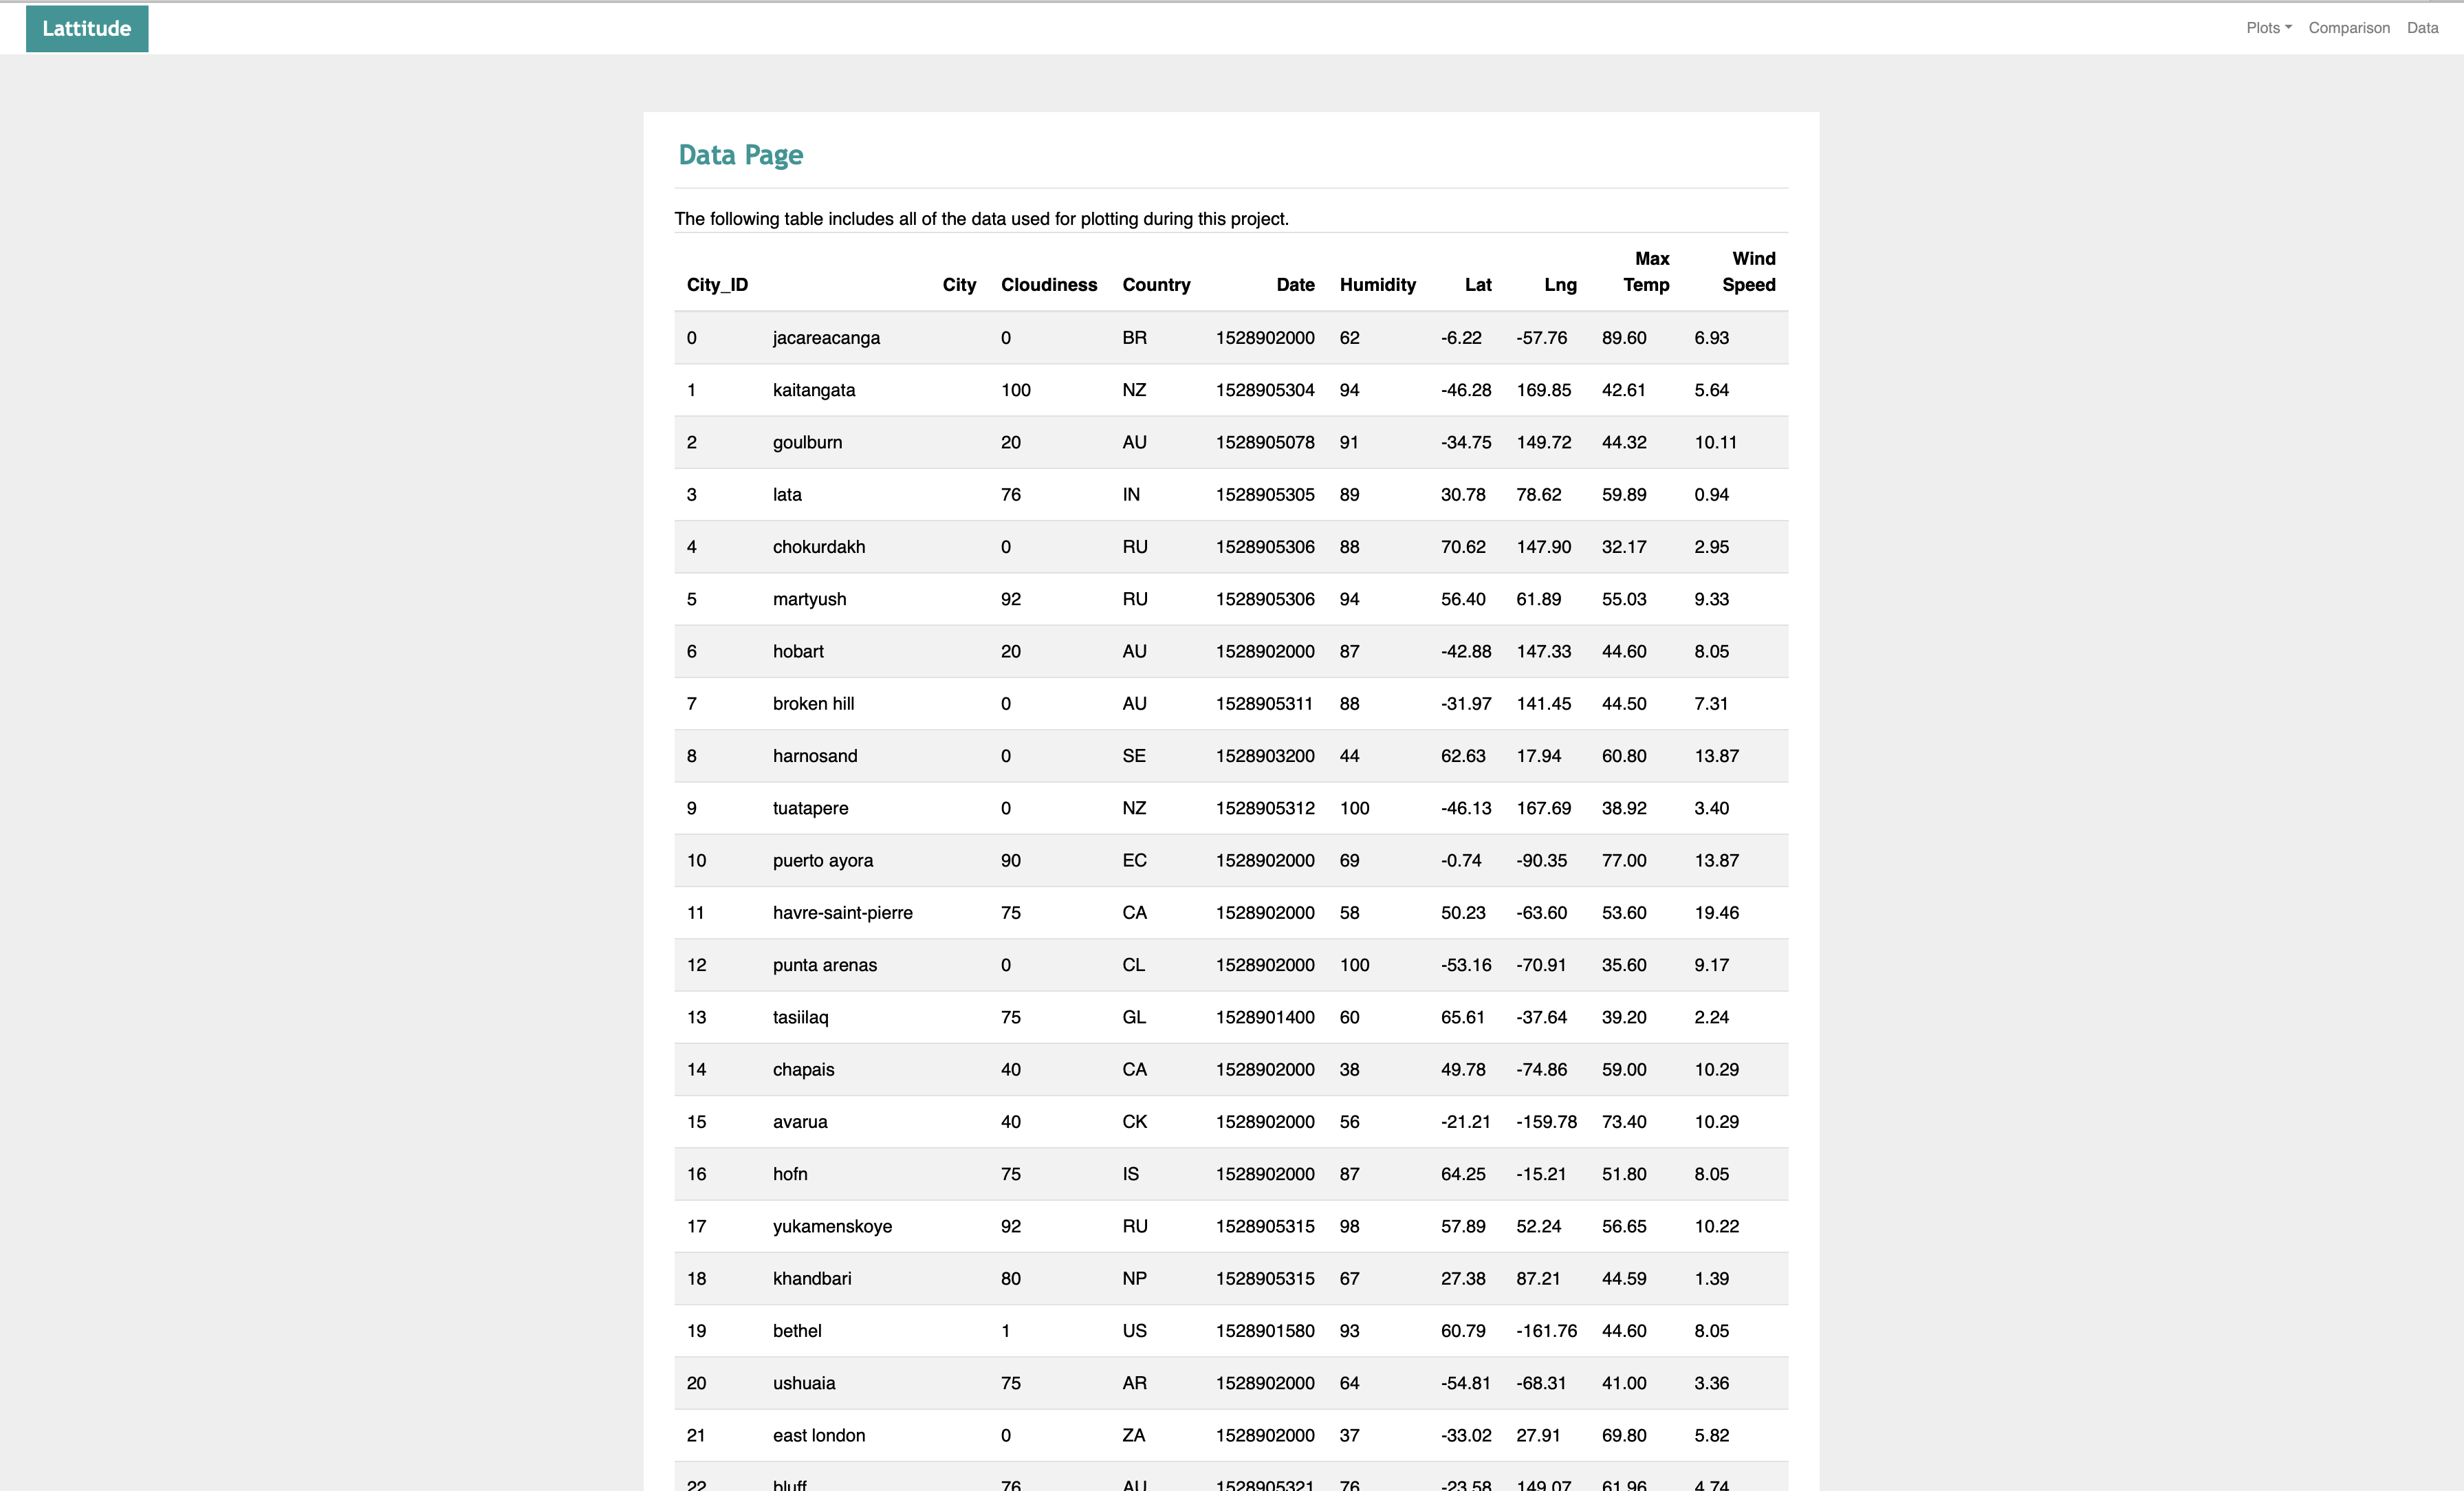 Lattitude
Plots Comparison Data
Data Page
The following table includes all of the data used for plotting during this project.
City_ID City Cloudiness Country Date Humidity Lat Lng Max Temp Wind Speed
0 jacareacanga 0 BR 1528902000 62 -6.22 -57.76 89.60 6.93
1 kaitangata 100 NZ 1528905304 94 -46.28 169.85 42.61 5.64
2 goulburn 20 AU 1528905078 91 -34.75 149.72 44.32 10.11
3 lata 76 IN 1528905305 89 30.78 78.62 59.89 0.94
4 chokurdakh 0 RU 1528905306 88 70.62 147.90 32.17 2.95
5 martyush 92 RU 1528905306 94 56.40 61.89 55.03 9.33
6 hobart 20 AU 1528902000 87 -42.88 147.33 44.60 8.05
7 broken hill 0 AU 1528905311 88 -31.97 141.45 44.50 7.31
8 harnosand 0 SE 1528903200 44 62.63 17.94 60.80 13.87
9 tuatapere 0 NZ 1528905312 100 -46.13 167.69 38.92 3.40
10 puerto ayora 90 EC 1528902000 69 -0.74 -90.35 77.00 13.87
11 havre-saint-pierre 75 CA 1528902000 58 50.23 -63.60 53.60 19.46
12 punta arenas 0 CL 1528902000 100 -53.16 -70.91 35.60 9.17
13 tasiilaq 75 GL 1528901400 60 65.61 -37.64 39.20 2.24
14 chapais 40 CA 1528902000 38 49.78 -74.86 59.00 10.29
15 avarua 40 CK 1528902000 56 -21.21 -159.78 73.40 10.29
16 hofn 75 IS 1528902000 87 64.25 -15.21 51.80 8.05
17 yukamenskoye 92 RU 1528905315 98 57.89 52.24 56.65 10.22
18 khandbari 80 NP 1528905315 67 27.38 87.21 44.59 1.39
19 bethel 1 US 1528901580 93 60.79 -161.76 44.60 8.05
20 ushuaia 75 AR 1528902000 64 -54.81 -68.31 41.00 3.36
21 east london 0 ZA 1528902000 37 -33.02 27.91 69.80 5.82
22 bluff 76 AU 1528905321 76 -23.58 149.07 61.96 4.74